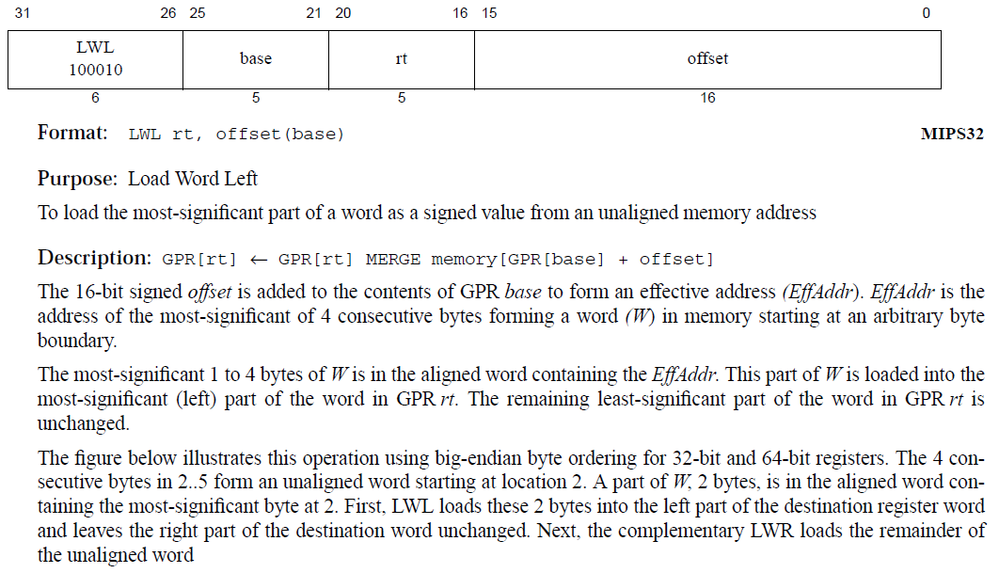 31 26 25 21 20 16 15 0
LWL
100010
base
rt
offset
6 5 5 16
Format: LWL rt, offset(base) MIPS32
Purpose: Load Word Left
To load the most-significant part of a word as a signed value from an unaligned memory address
Description: GPR[rt] ← GPR[rt] MERGE memory[GPR[base] + offset]
The 16-bit signed offset is added to the contents of GPR base to form an effective address (EffAddr). EffAddr is the
address of the most-significant of 4 consecutive bytes forming a word (W) in memory starting at an arbitrary byte
boundary.
The most-significant 1 to 4 bytes of W is in the aligned word containing the EffAddr. This part of W is loaded into the
most-significant (left) part of the word in GPR rt. The remaining least-significant part of the word in GPR rt is
unchanged.
The figure below illustrates this operation using big-endian byte ordering for 32-bit and 64-bit registers. The 4 con-
secutive bytes in 2..5 form an unaligned word starting at location 2. A part of W, 2 bytes, is in the aligned word con-
taining the most-significant byte at 2. First, LWL loads these 2 bytes into the left part of the destination register word
and leaves the right part of the destination word unchanged. Next, the complementary LWR loads the remainder of
the unaligned word